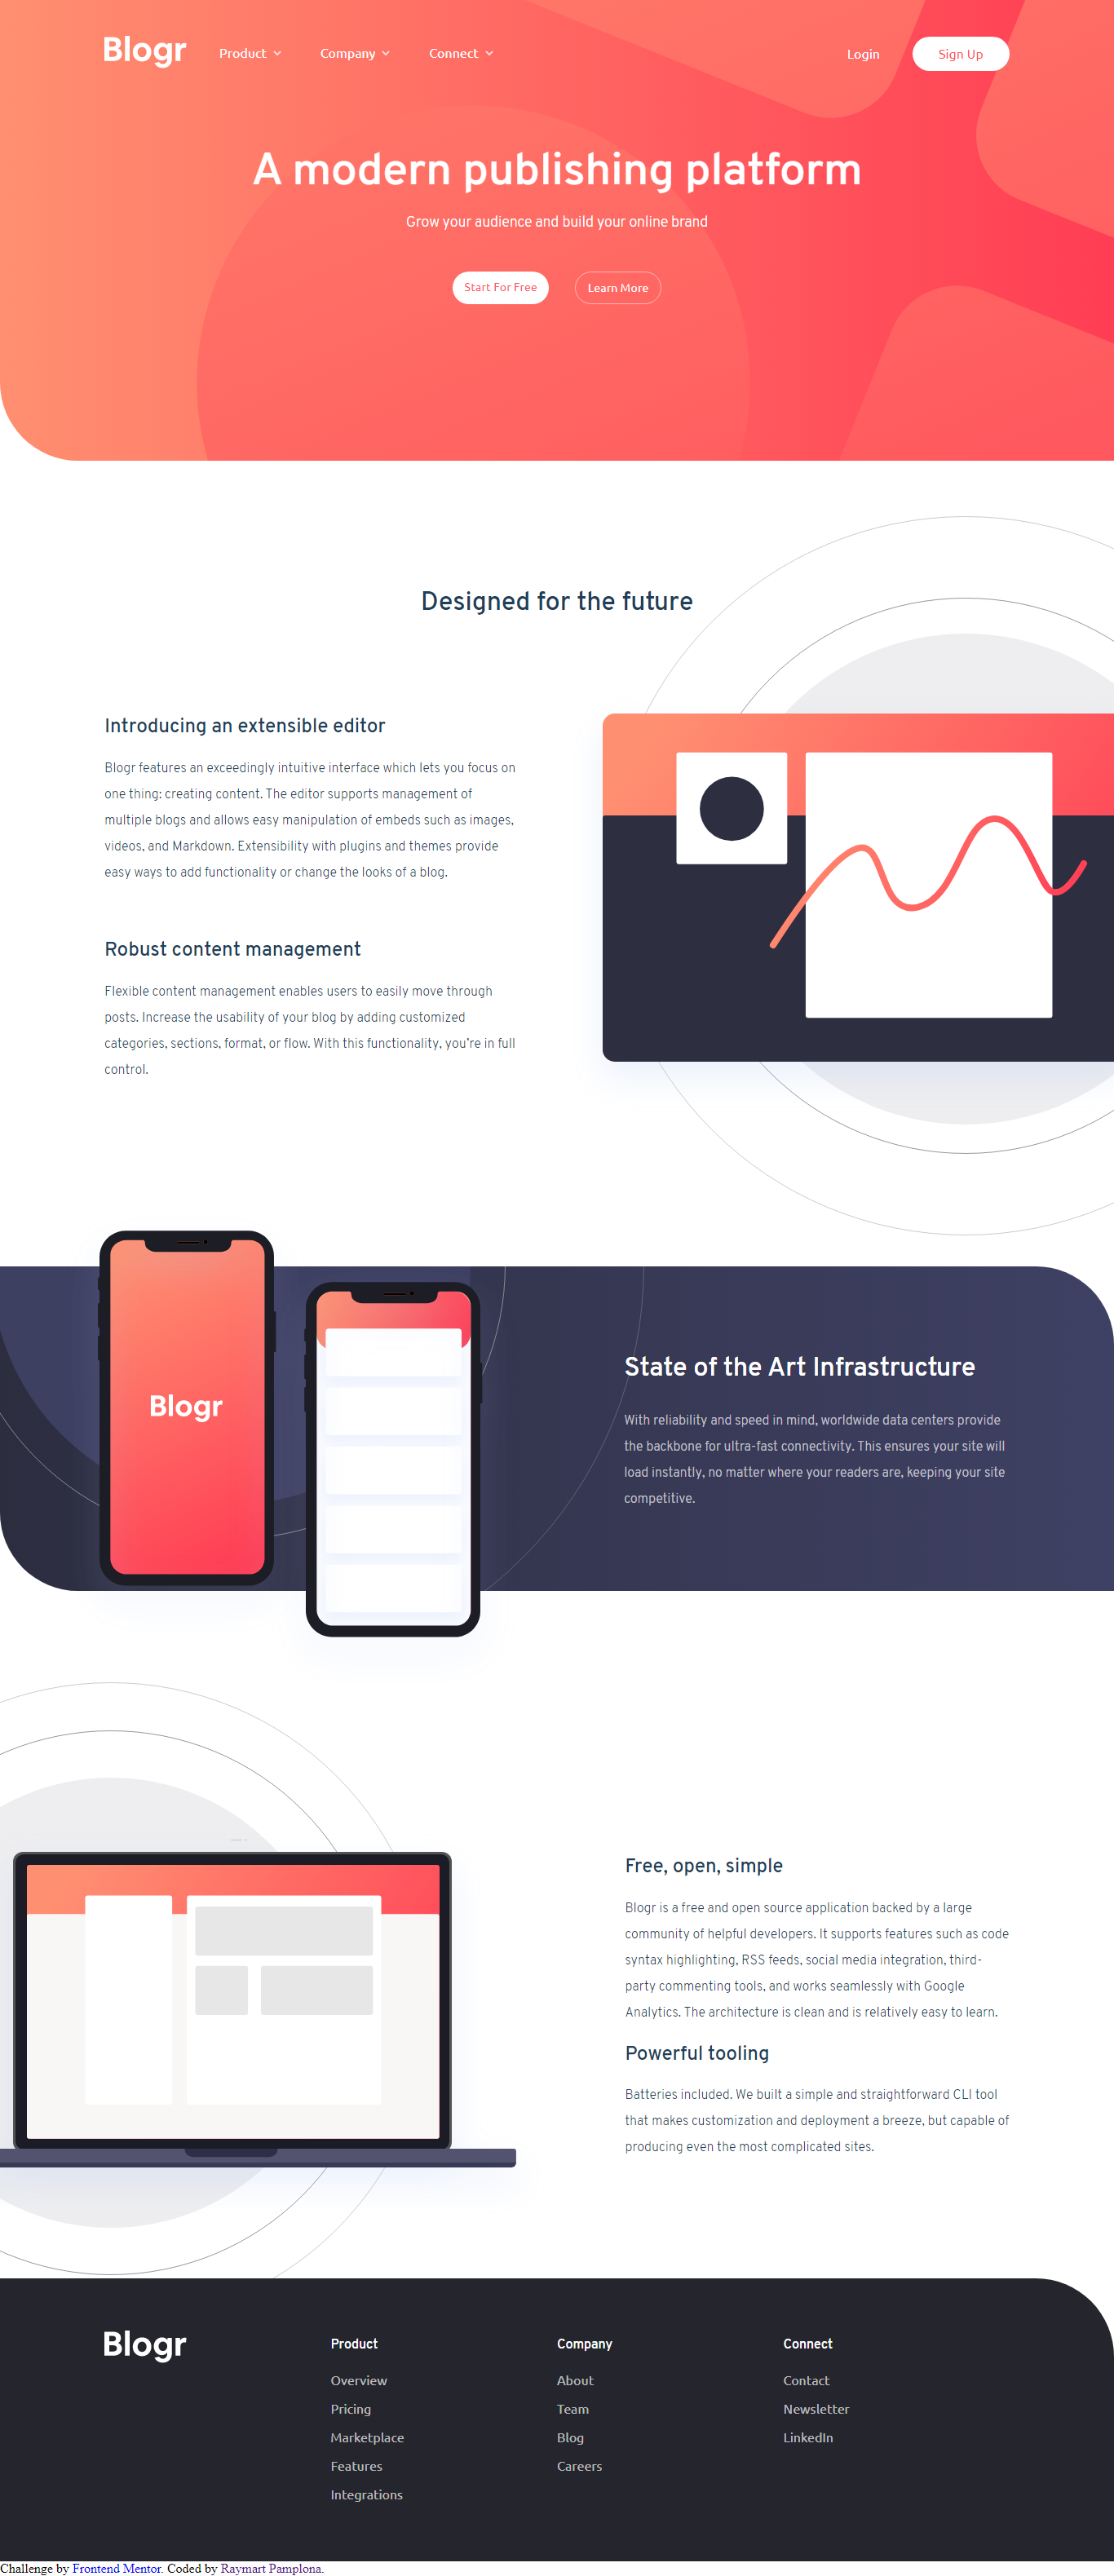 Blogr Product Company Connect Login Sign Up
A modern publishing platform
Grow your audience and build your online brand
Start For Free Learn More
Designed for the future
Introducing an extensible editor
Blogr features an exceedingly intuitive interface which lets you focus on
one thing: creating content. The editor supports management of
multiple blogs and allows easy manipulation of embeds such as images,
videos, and Markdown. Extensibility with plugins and themes provide
easy ways to add functionality or change the looks of a blog.
Robust content management
Flexible content management enables users to easily move through
posts. Increase the usability of your blog by adding customized
categories, sections, format, or flow. With this functionality, you're in full
control.
Blogr
State of the Art Infrastructure
With reliability and speed in mind, worldwide data centers provide
the backbone for ultra-fast connectivity. This ensures your site will
load instantly, no matter where your readers are, keeping your site
competitive.
Free, open, simple
Blogr is a free and open source application backed by a large
community of helpful developers. It supports features such as code
syntax highlighting, RSS feeds, social media integration, third-
party commenting tools, and works seamlessly with Google
Analytics. The architecture is clean and is relatively easy to learn.
Powerful tooling
Batteries included. We built a simple and straightforward CLI tool
that makes customization and deployment a breeze, but capable of
producing even the most complicated sites.
Blogr
Product
Overview
Pricing
Marketplace
Features
Integrations
Company
About
Team
Blog
Careers
Connect
Contact
Newsletter
LinkedIn
Challenge by Frontend Mentor. Coded by Raymart Pamplona.